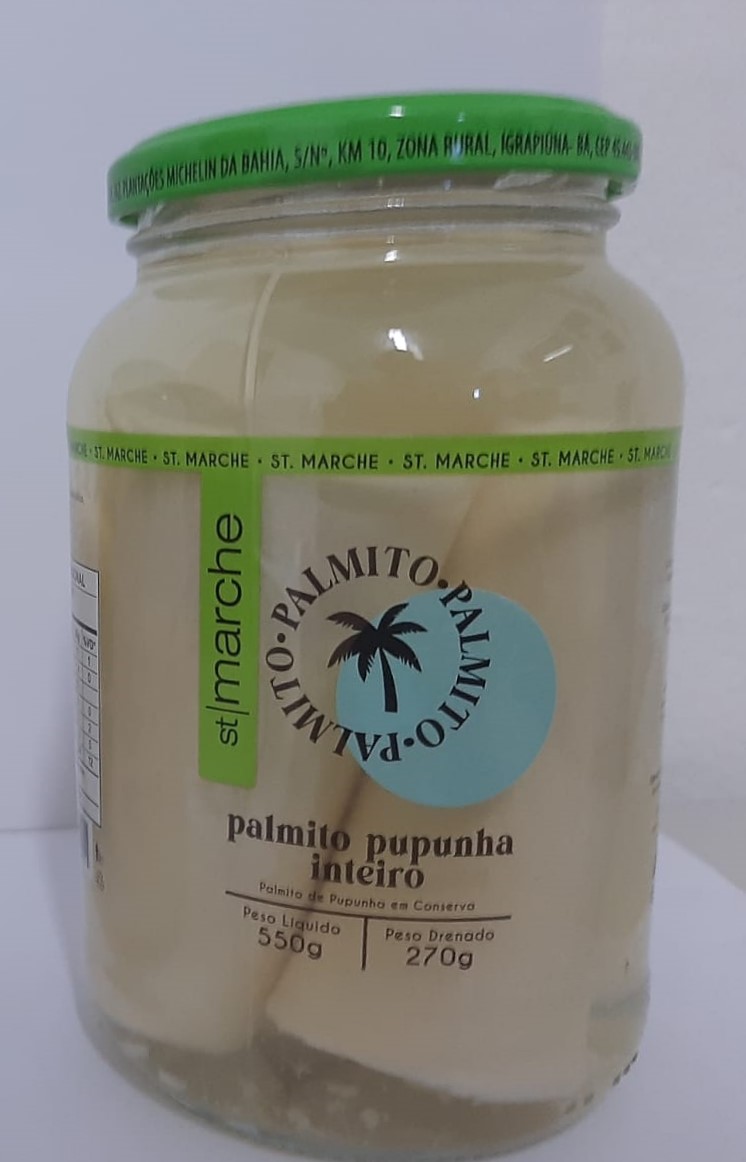 PLANTAÇÕES MICHELIN DA BAHIA, S/Nº, KM 10, ZONA RURAL, IGRAPIÚNA- BA, CEP
ST. MARCHE · ST. MARCHE · ST. MARCHE · ST. MARCHE · ST. MARCHE · ST. MARCHE
st|marche
PALMITO·PALMITO·PALMITO·PALMITO·
palmito pupunha
inteiro
Palmito de Pupunha em Conserva
Peso Líquido
550g
Peso Drenado
270g